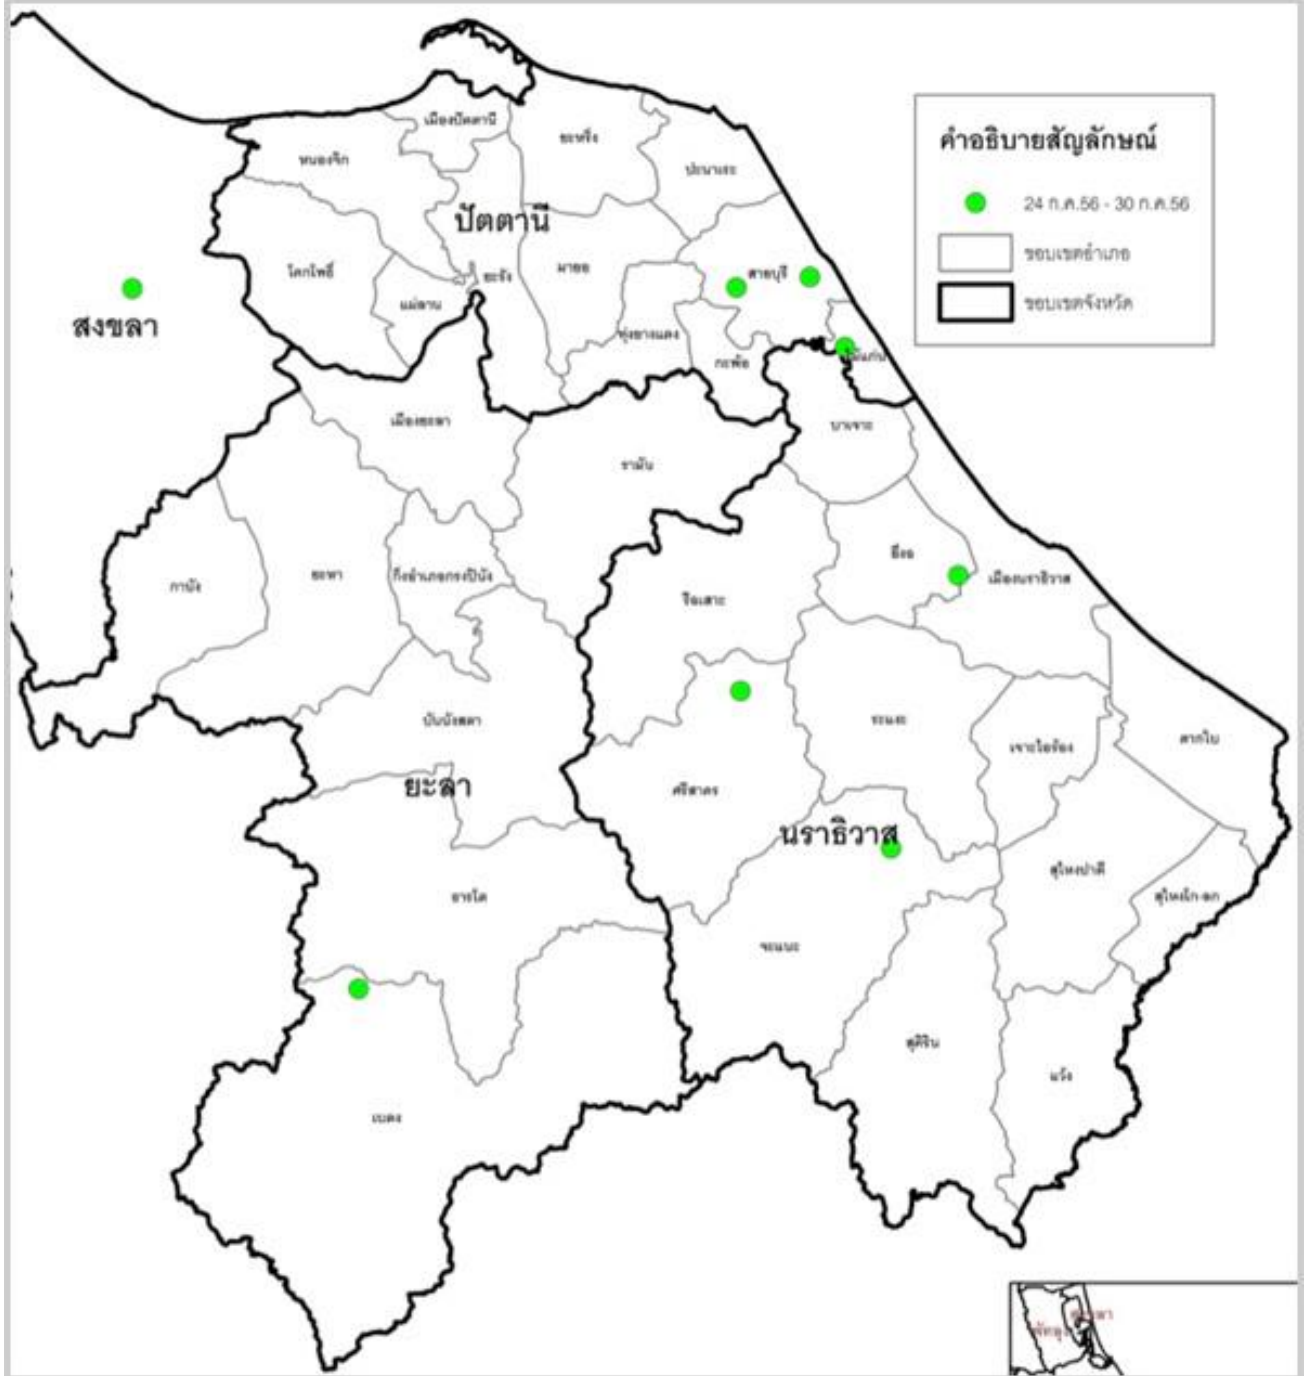 เมืองปัตตานี
ยะหริ่ง
หนองจิก
ปะนาเระ
ปัตตานี
โคกโพธิ์
แม่ลาน
ยะรัง
มายอ
สายบุรี
ทุ่งยางแดง
กะพ้อ
ไม้แก่น
สงขลา
คำอธิบายสัญลักษณ์
24 ก.ค.56 - 30 ก.ค.56
ขอบเขตอำเภอ
ขอบเขตจังหวัด
เมืองยะลา
รามัน
บาเจาะ
กาบัง
ยะหา
กิ่งอำเภอกรงปินัง
รือเสาะ
ยี่งอ
เมืองนราธิวาส
บันนังสตา
ยะลา
ระแงะ
เจาะไอร้อง
ตากใบ
ศรีสาคร
นราธิวาส
ธารโต
จะแนะ
สุไหงปาดี
สุไหงโก-ลก
สุคิริน
แว้ง
เบตง